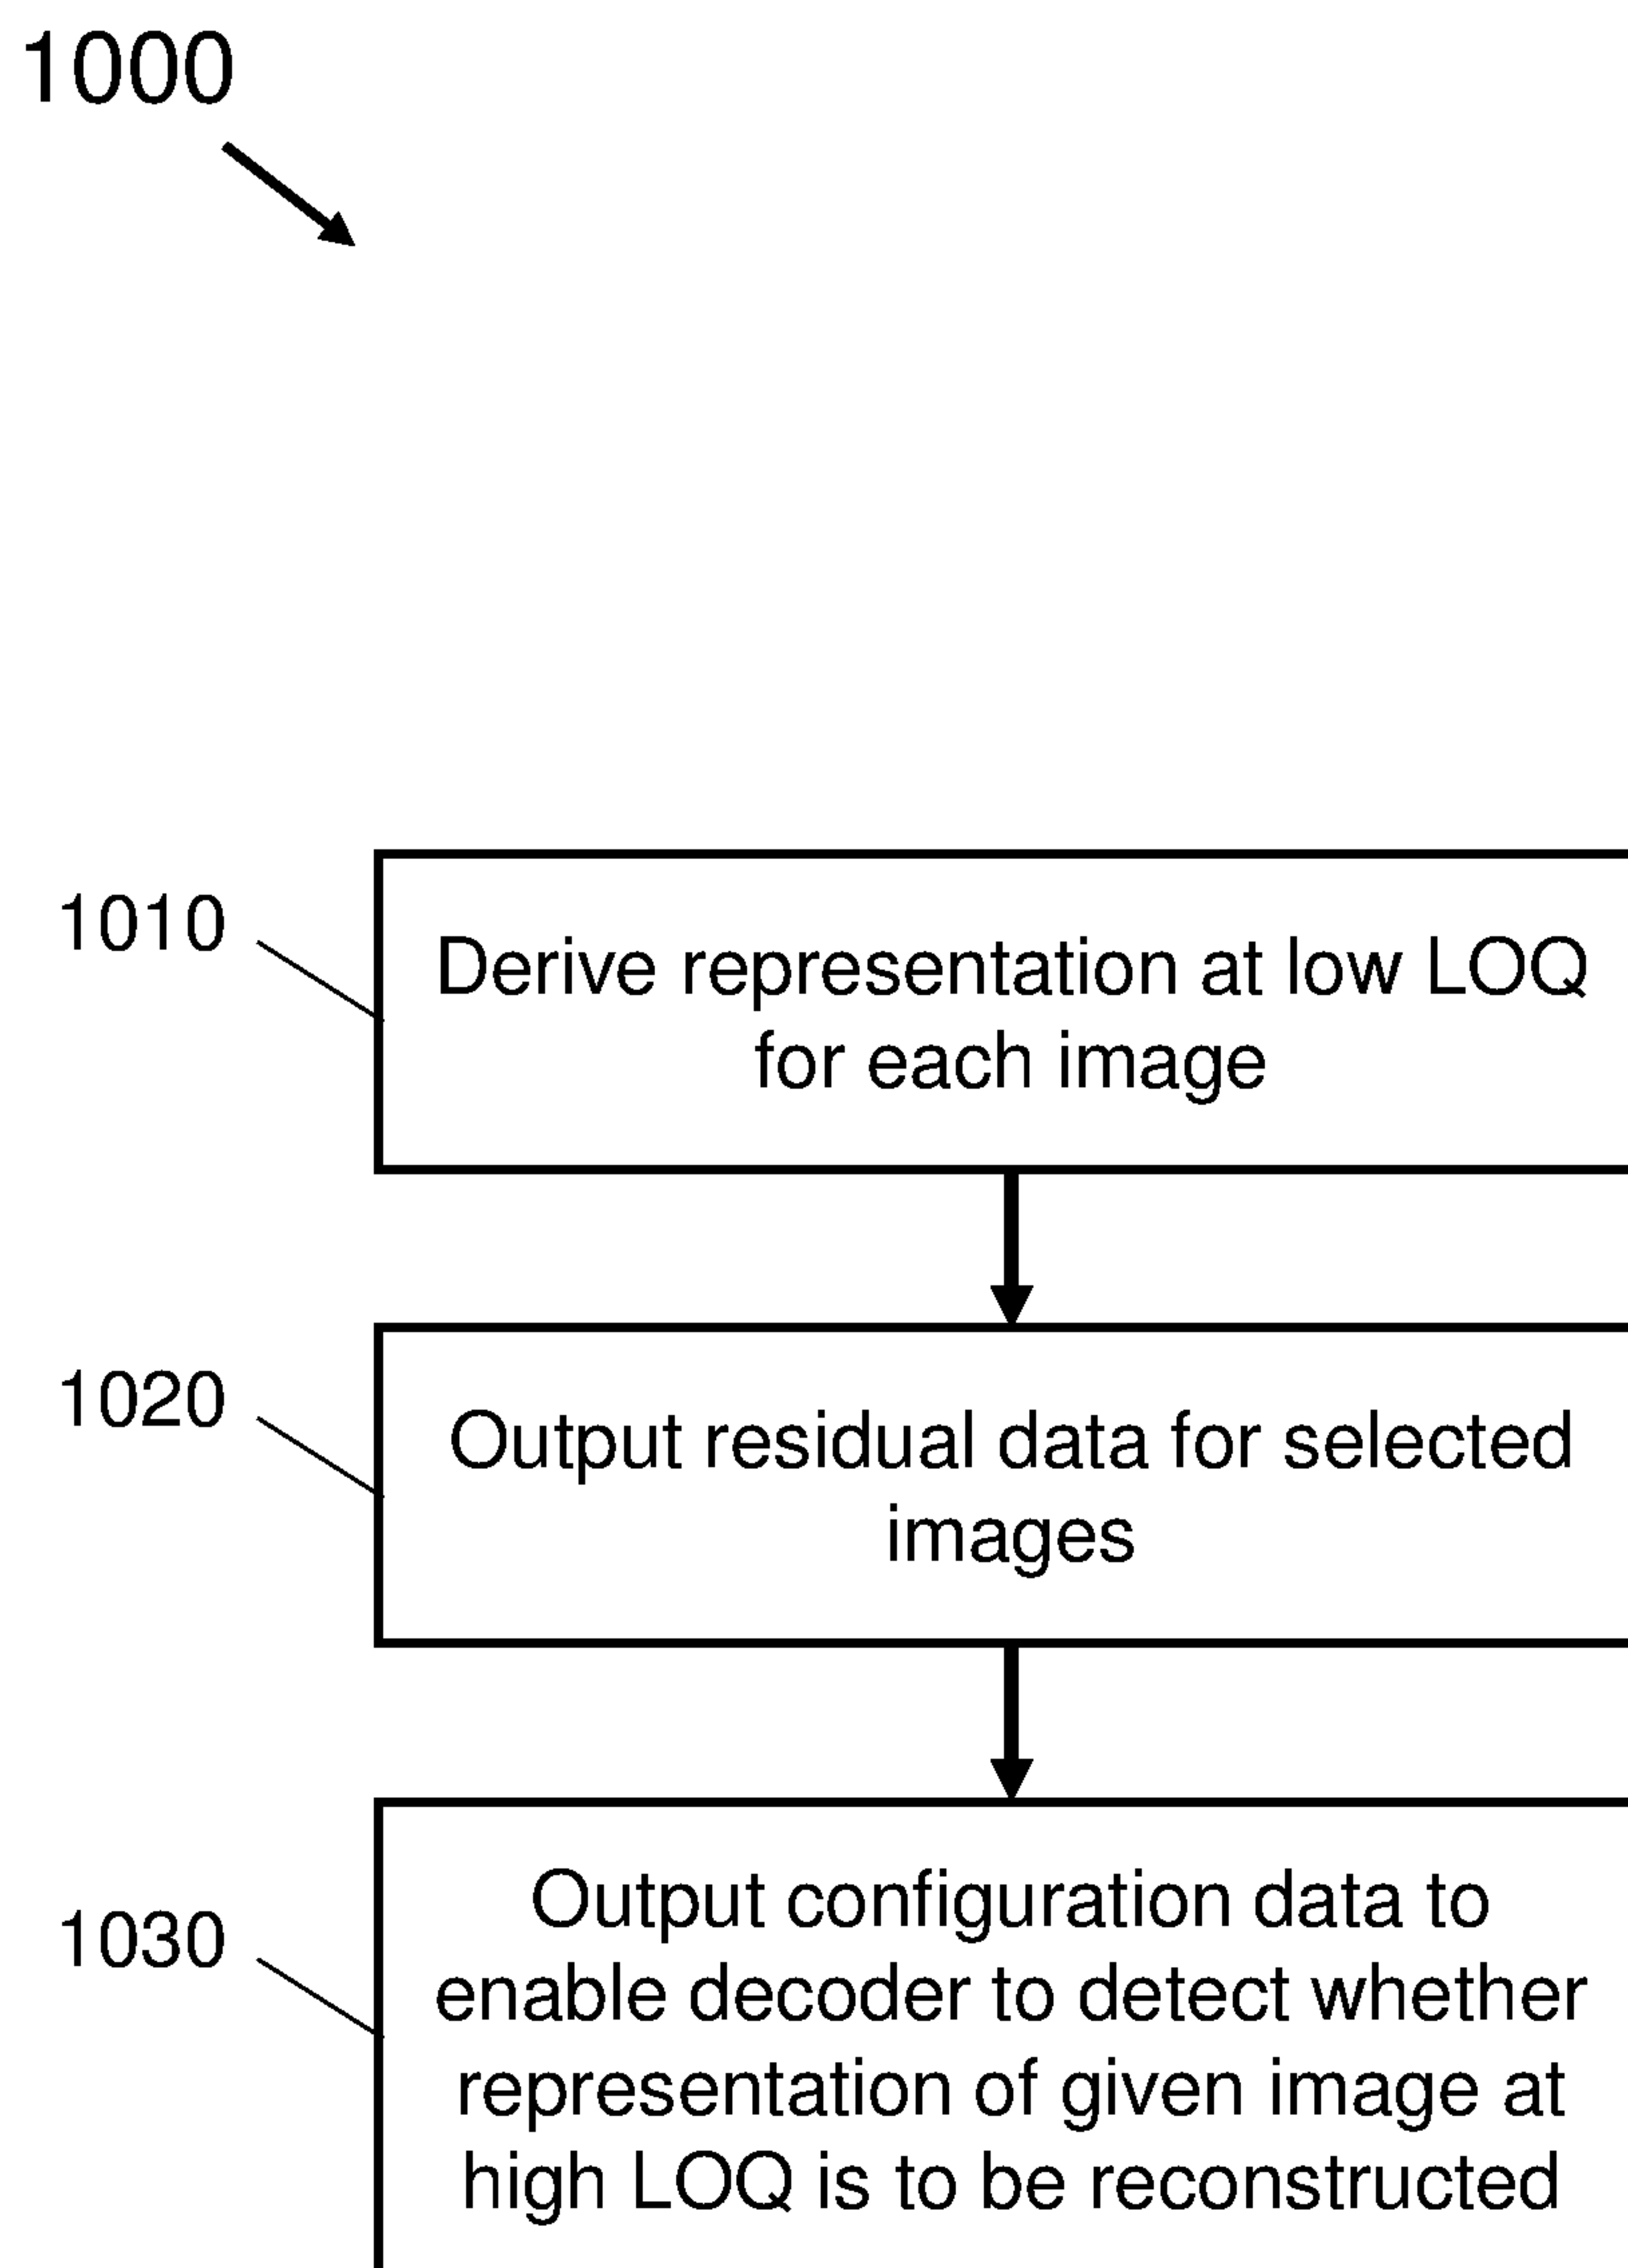 1000
1010
Derive representation at low LOQ
for each image
1020
Output residual data for selected
images
1030
Output configuration data to
enable decoder to detect whether
representation of given image at
high LOQ is to be reconstructed